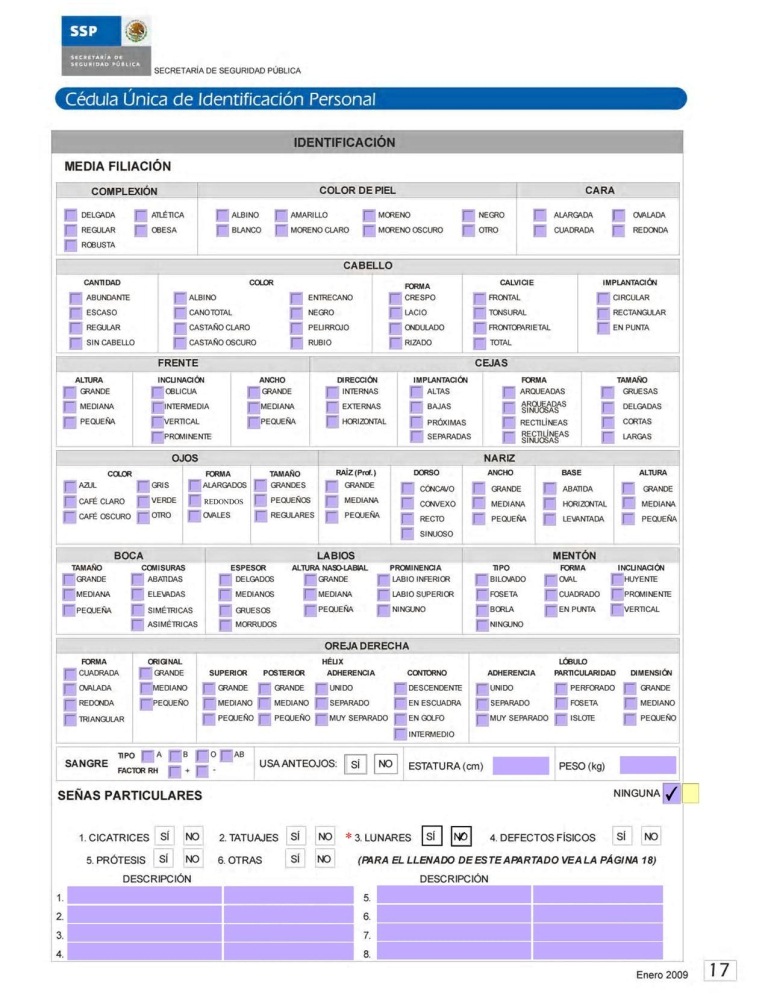 SSP
SECRETARÍA DE
SEGURIDAD PÚBLICA
SECRETARÍA DE SEGURIDAD PÚBLICA
Cédula Única de Identificación Personal
IDENTIFICACIÓN
MEDIA FILIACIÓN
COMPLEXIÓN COLOR DE PIEL CARA
DELGADA ATLÉTICA ALBINO AMARILLO MORENO NEGRO ALARGADA OVALADA
REGULAR OBESA BLANCO MORENO CLARO MORENO OSCURO OTRO CUADRADA REDONDA
ROBUSTA
CABELLO
CANTIDAD COLOR FORMA CALVICIE IMPLANTACIÓN
ABUNDANTE ALBINO ENTRECANO CRESPO FRONTAL CIRCULAR
ESCASO CANO TOTAL NEGRO LACIO TONSURAL RECTANGULAR
REGULAR CASTAÑO CLARO PELIRROJO ONDULADO FRONTOPARIETAL EN PUNTA
SIN CABELLO CASTAÑO OSCURO RUBIO RIZADO TOTAL
FRENTE CEJAS
ALTURA INCLINACIÓN ANCHO DIRECCIÓN IMPLANTACIÓN FORMA TAMAÑO
GRANDE OBLICUA GRANDE INTERNAS ALTAS ARQUEADAS GRUESAS
MEDIANA INTERMEDIA MEDIANA EXTERNAS BAJAS ARQUEADAS SINUOSAS DELGADAS
PEQUEÑA VERTICAL PEQUEÑA HORIZONTAL PRÓXIMAS RECTILÍNEAS CORTAS
PROMINENTE SEPARADAS RECTILÍNEAS SINUOSAS LARGAS
OJOS NARIZ
COLOR FORMA TAMAÑO RAÍZ (Prof.) DORSO ANCHO BASE ALTURA
AZUL GRIS ALARGADOS GRANDES GRANDE CÓNCAVO GRANDE ABATIDA GRANDE
CAFÉ CLARO VERDE REDONDOS PEQUEÑOS MEDIANA CONVEXO MEDIANA HORIZONTAL MEDIANA
CAFÉ OSCURO OTRO OVALES REGULARES PEQUEÑA RECTO PEQUEÑA LEVANTADA PEQUEÑA
SINUOSO
BOCA LABIOS MENTÓN
TAMAÑO COMISURAS ESPESOR ALTURA NASO-LABIAL PROMINENCIA TIPO FORMA INCLINACIÓN
GRANDE ABATIDAS DELGADOS GRANDE LABIO INFERIOR BILOVADO OVAL HUYENTE
MEDIANA ELEVADAS MEDIANOS MEDIANA LABIO SUPERIOR FOSETA CUADRADO PROMINENTE
PEQUEÑA SIMÉTRICAS GRUESOS PEQUEÑA NINGUNO BORLA EN PUNTA VERTICAL
ASIMÉTRICAS MORRUDOS NINGUNO
OREJA DERECHA
FORMA ORIGINAL HÉLIX LÓBULO
CUADRADA GRANDE SUPERIOR POSTERIOR ADHERENCIA CONTORNO ADHERENCIA PARTICULARIDAD DIMENSIÓN
OVALADA MEDIANO GRANDE GRANDE UNIDO DESCENDENTE UNIDO PERFORADO GRANDE
REDONDA PEQUEÑO MEDIANO MEDIANO SEPARADO EN ESCUADRA SEPARADO FOSETA MEDIANO
TRIANGULAR PEQUEÑO PEQUEÑO MUY SEPARADO EN GOLFO MUY SEPARADO ISLOTE PEQUEÑO
INTERMEDIO
SANGRE TIPO A B O AB USA ANTEOJOS: SÍ NO ESTATURA (cm) PESO (kg)
FACTOR RH + -
SEÑAS PARTICULARES NINGUNA ✓
1. CICATRICES SÍ NO 2. TATUAJES SÍ NO * 3. LUNARES SÍ NO 4. DEFECTOS FÍSICOS SÍ NO
5. PRÓTESIS SÍ NO 6. OTRAS SÍ NO (PARA EL LLENADO DE ESTE APARTADO VEA LA PÁGINA 18)
DESCRIPCIÓN DESCRIPCIÓN
1. 5.
2. 6.
3. 7.
4. 8.
Enero 2009 17